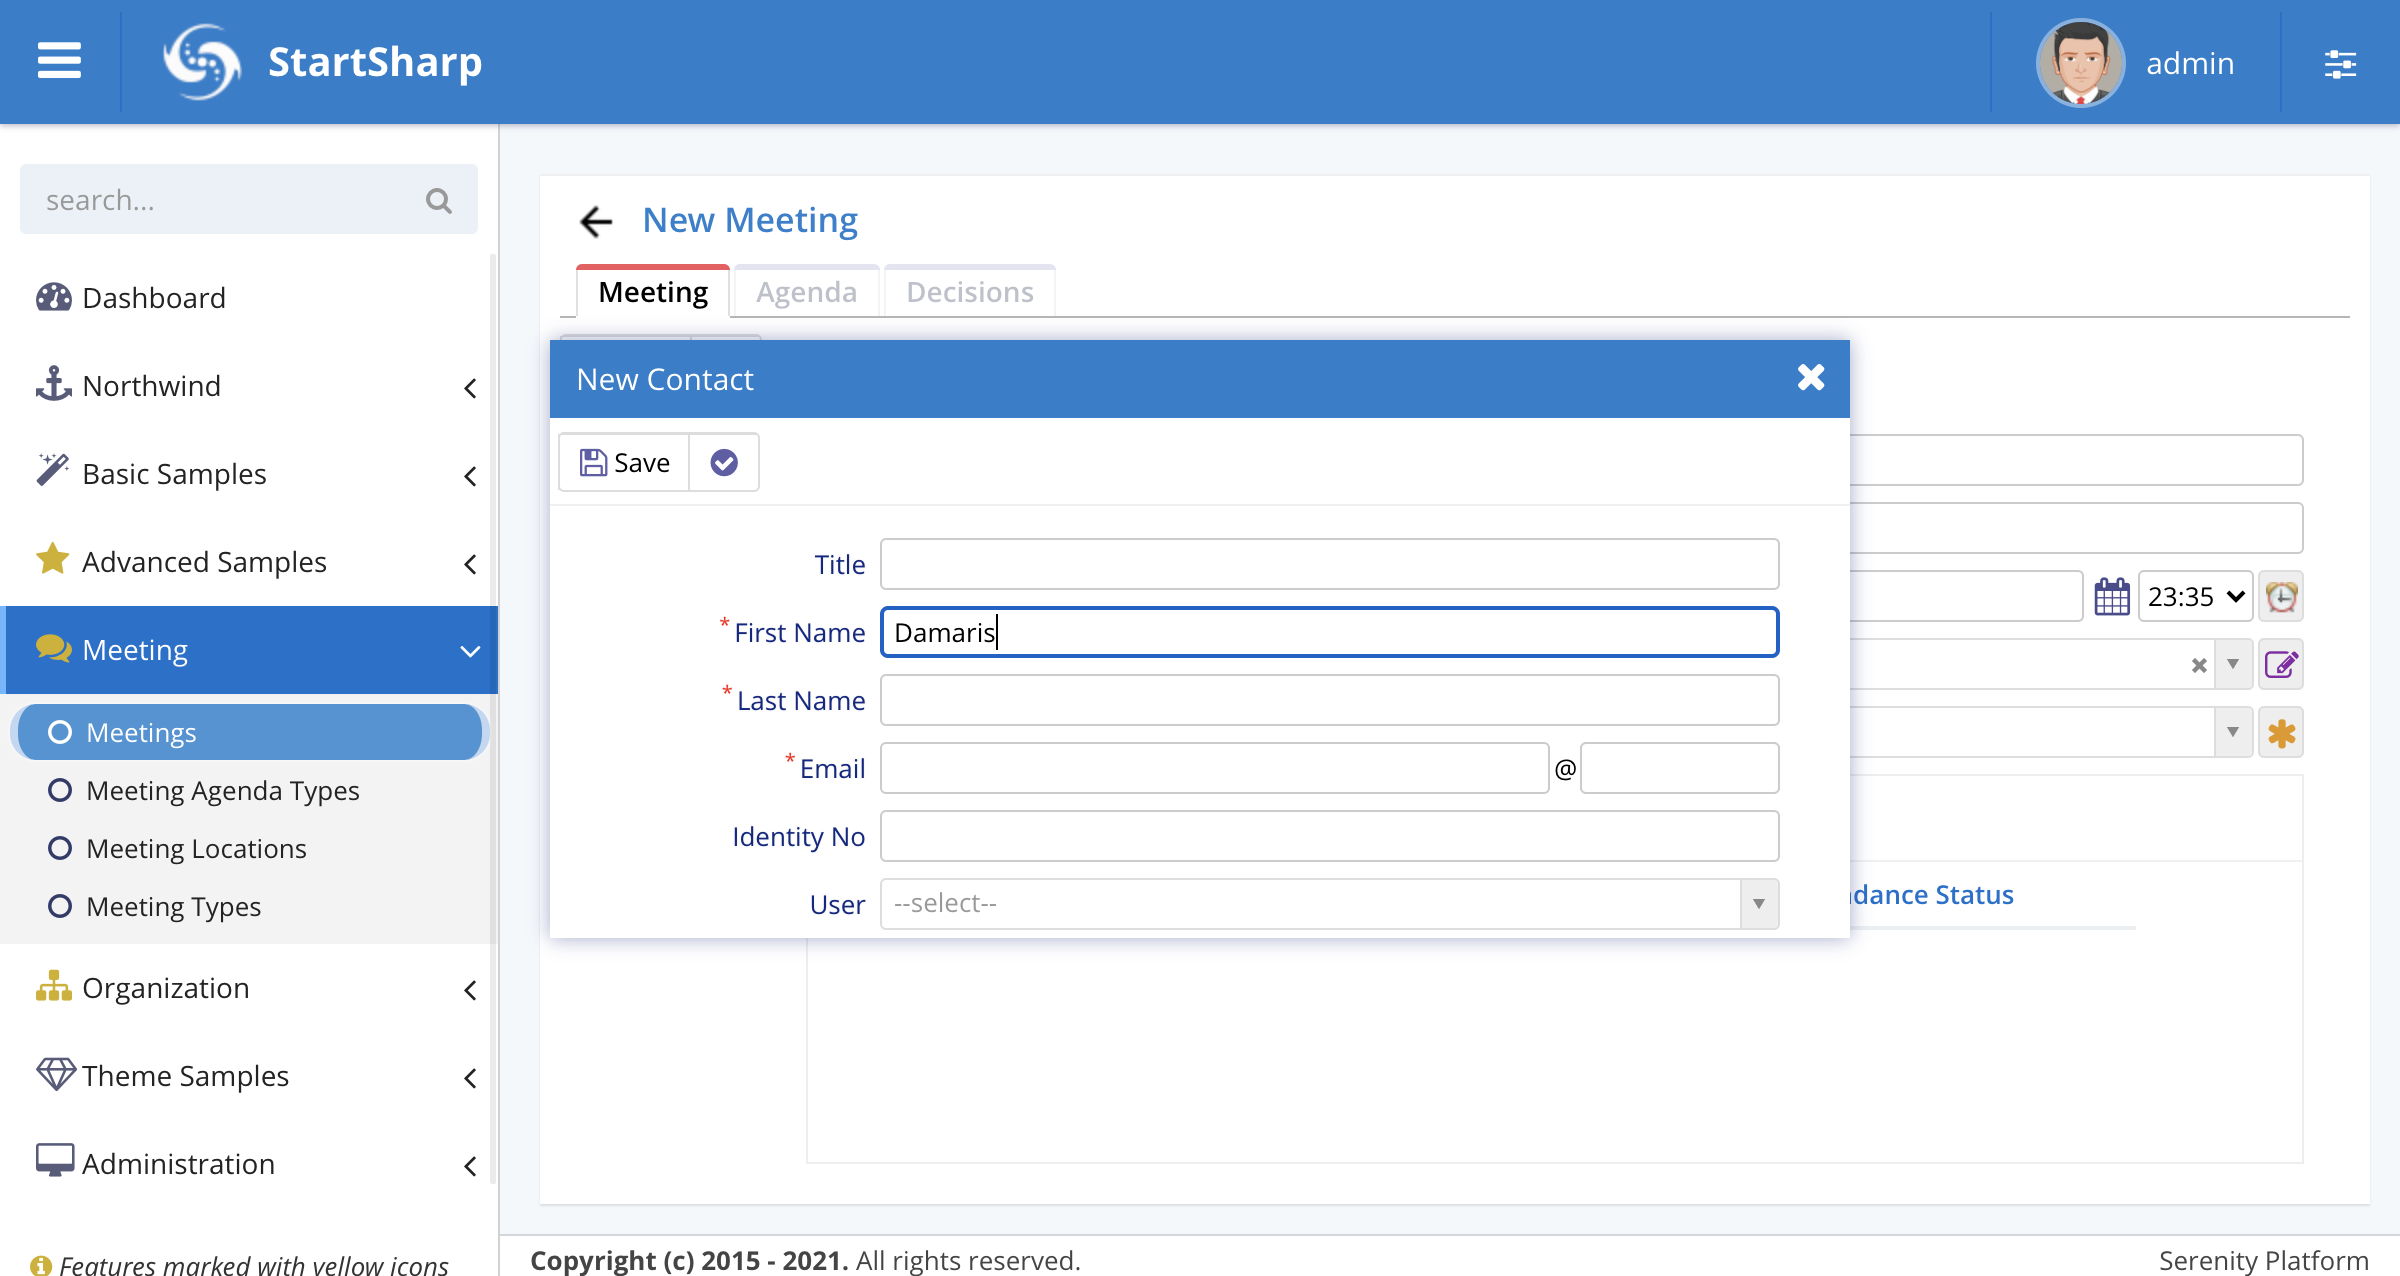 StartSharp
admin
search...
Dashboard
Northwind
Basic Samples
Advanced Samples
Meeting
Meetings
Meeting Agenda Types
Meeting Locations
Meeting Types
Organization
Theme Samples
Administration
Features marked with yellow icons
New Meeting
Meeting Agenda Decisions
New Contact
Save
Title
* First Name Damaris
* Last Name
* Email @
Identity No
User --select--
23:35
dance Status
Copyright (c) 2015 - 2021. All rights reserved.
Serenity Platform